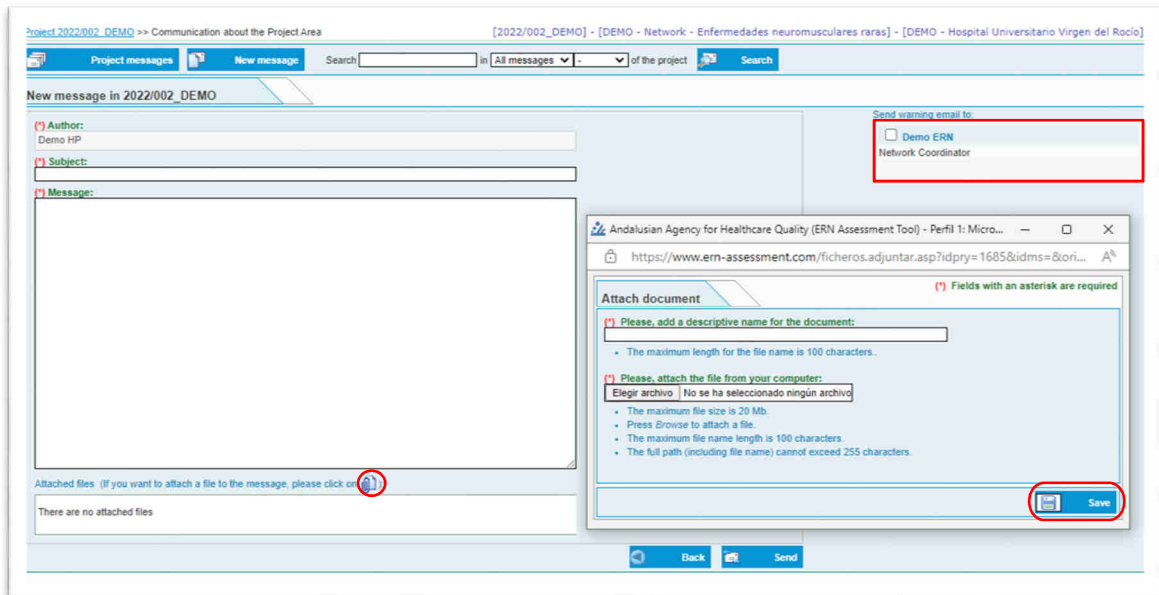 Project 2022/002_DEMO >> Communication about the Project Area
[2022/002_DEMO] - [DEMO - Network - Enfermedades neuromusculares raras] - [DEMO - Hospital Universitario Virgen del Rocío]
Project messages New message Search in All messages - of the project Search
New message in 2022/002_DEMO
Send warning email to:
Demo ERN
Network Coordinator
(*) Author:
Demo HP
(*) Subject:
(*) Message:
Andalusian Agency for Healthcare Quality (ERN Assessment Tool) - Perfil 1: Micro...
https://www.ern-assessment.com/ficheros.adjuntar.asp?idpry=1685&idms=&ori...
(*) Fields with an asterisk are required
Attach document
(*) Please, add a descriptive name for the document:
• The maximum length for the file name is 100 characters..
(*) Please, attach the file from your computer:
Elegir archivo No se ha seleccionado ningún archivo
• The maximum file size is 20 Mb.
• Press Browse to attach a file.
• The maximum file name length is 100 characters.
• The full path (including file name) cannot exceed 255 characters.
Save
Attached files (If you want to attach a file to the message, please click on )
There are no attached files
Back Send